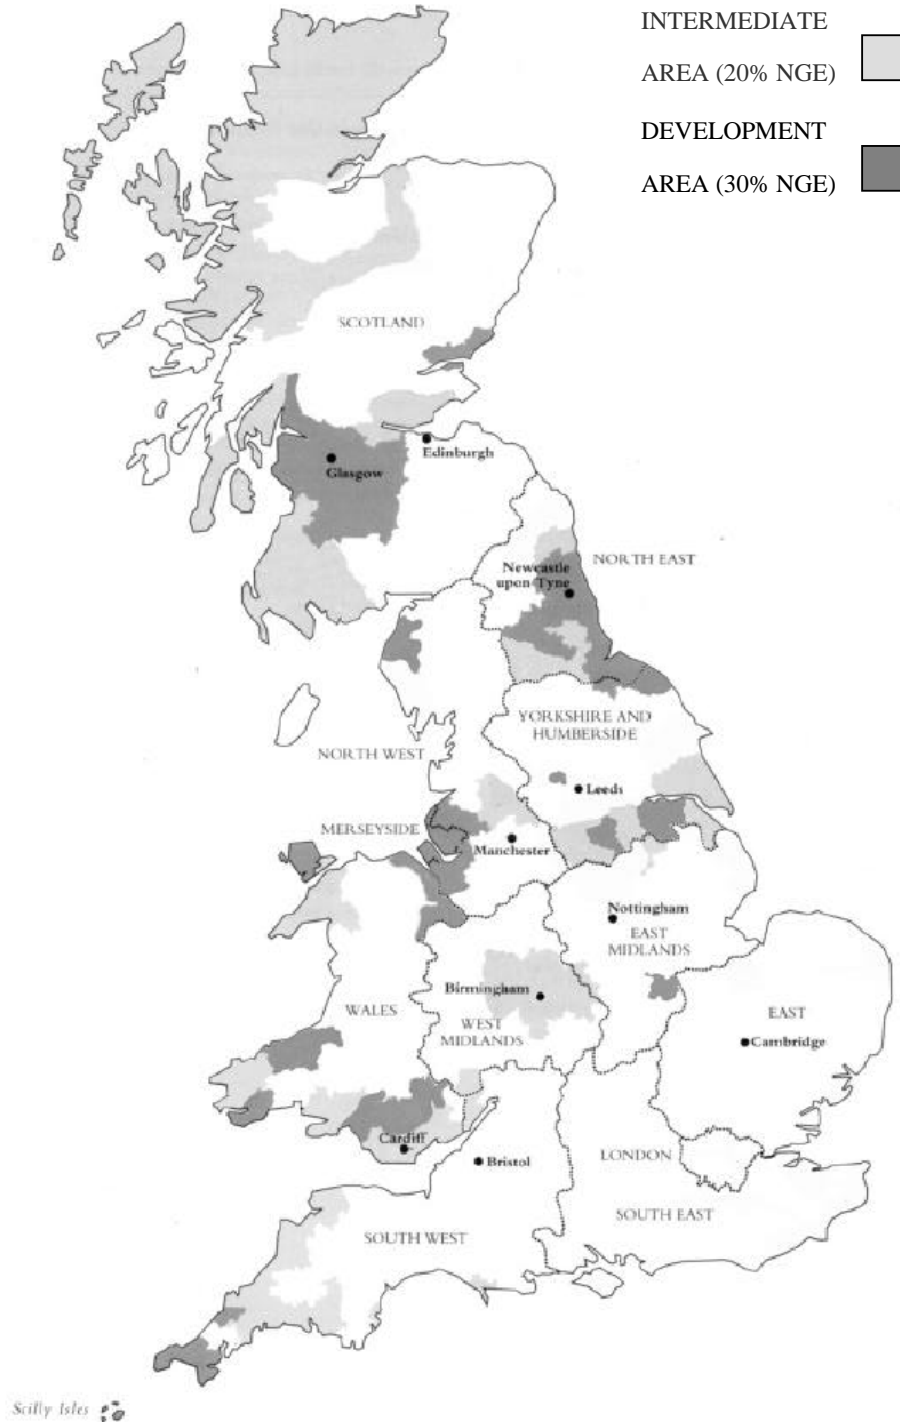 INTERMEDIATE
AREA (20% NGE)
DEVELOPMENT
AREA (30% NGE)
SCOTLAND
Edinburgh
Glasgow
NORTH EAST
Newcastle
upon Tyne
YORKSHIRE AND
HUMBERSIDE
NORTH WEST
Leeds
MERSEYSIDE
Manchester
Nottingham
EAST
MIDLANDS
Birmingham
WALES
WEST
MIDLANDS
EAST
Cambridge
Cardiff
Bristol
LONDON
SOUTH EAST
SOUTH WEST
Scilly Isles